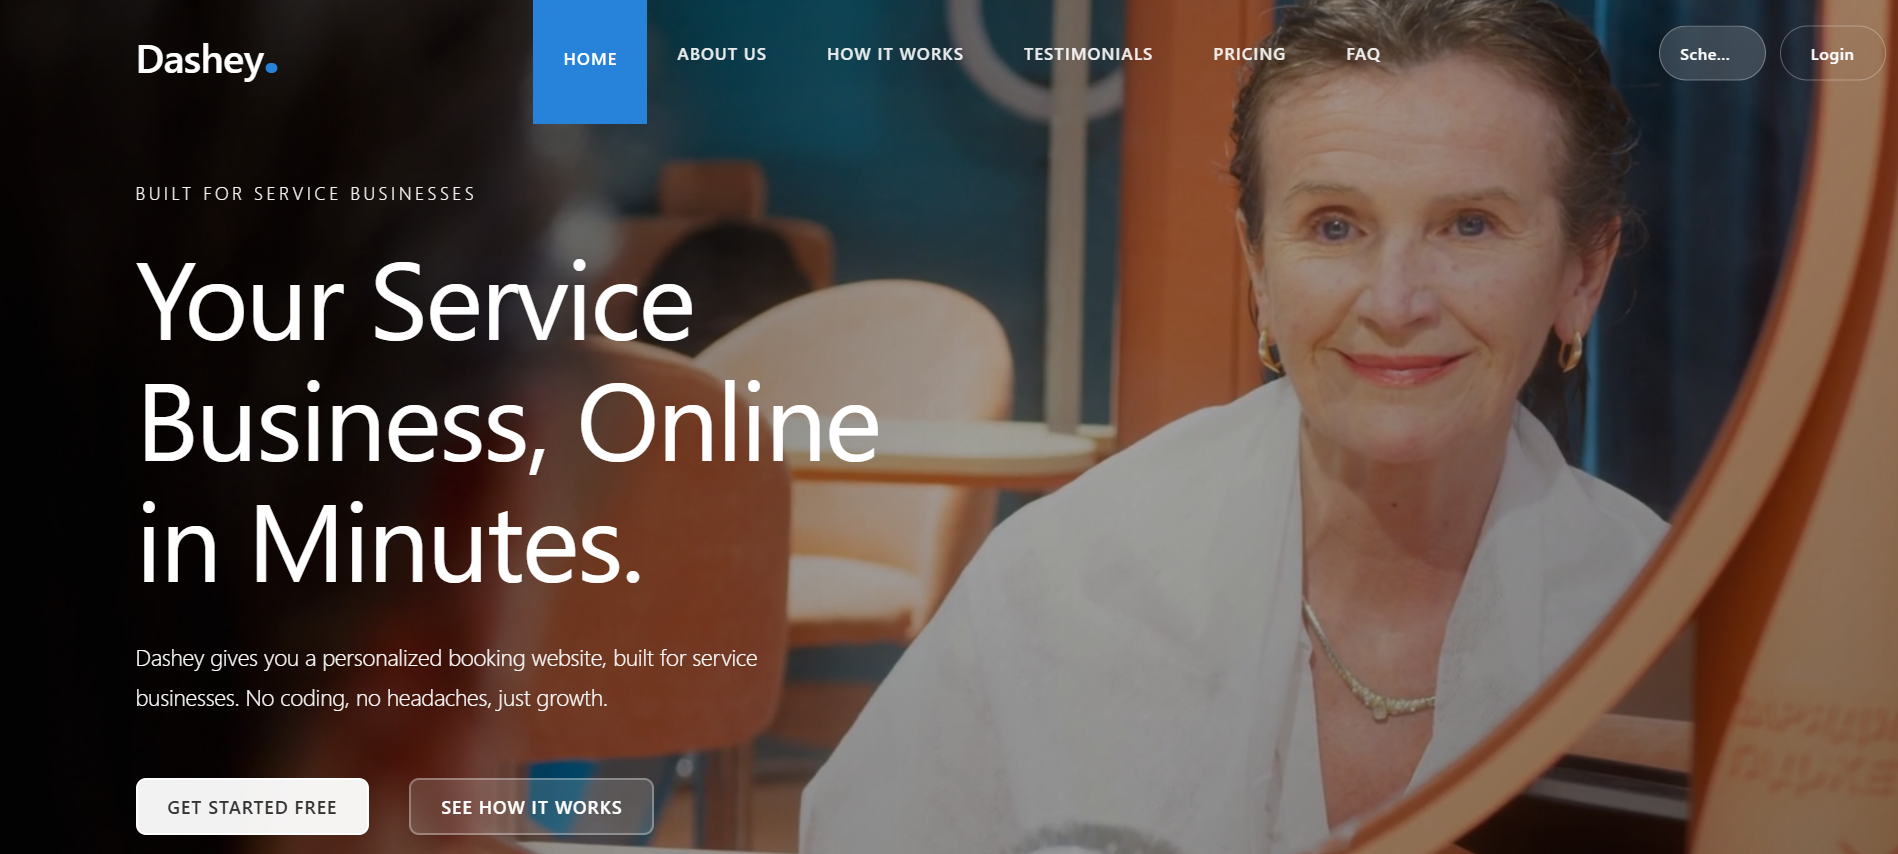 Dashey.
HOME
ABOUT US
HOW IT WORKS
TESTIMONIALS
PRICING
FAQ
Sche...
Login
BUILT FOR SERVICE BUSINESSES
Your Service
Business, Online
in Minutes.
Dashey gives you a personalized booking website, built for service
businesses. No coding, no headaches, just growth.
GET STARTED FREE
SEE HOW IT WORKS